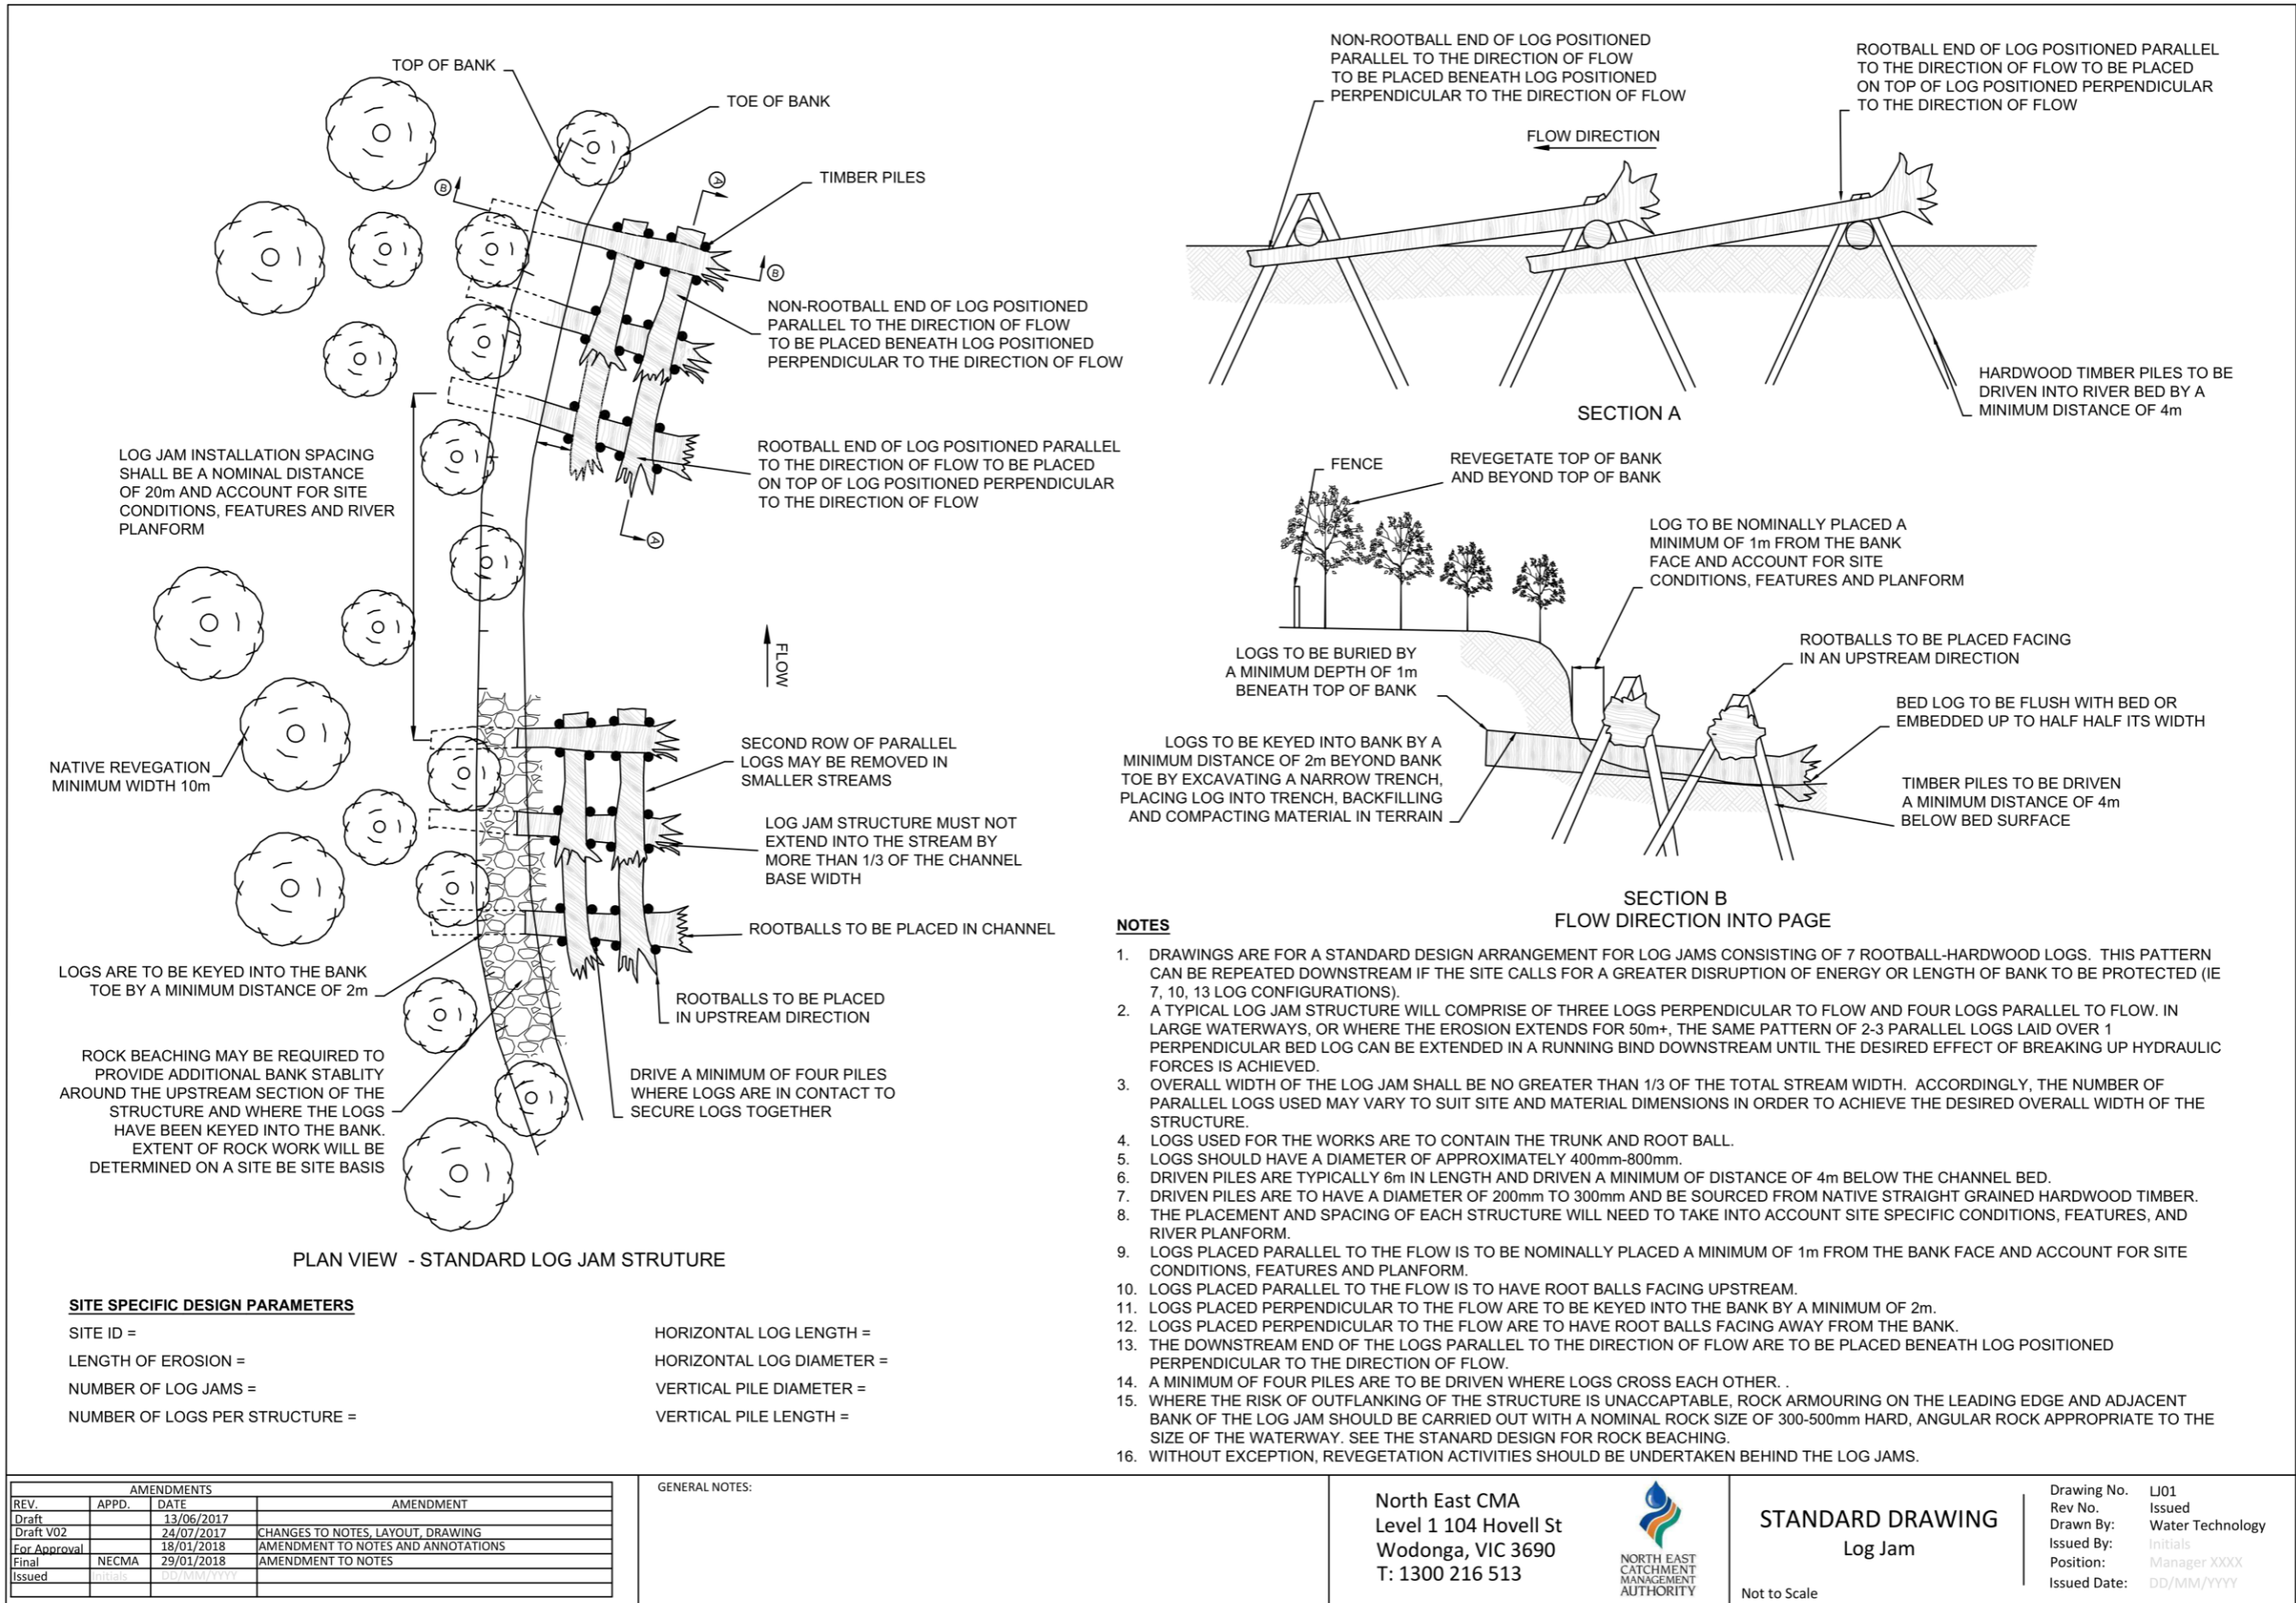 TOP OF BANK
TOE OF BANK
TIMBER PILES
B
A
B
NON-ROOTBALL END OF LOG POSITIONED
PARALLEL TO THE DIRECTION OF FLOW
TO BE PLACED BENEATH LOG POSITIONED
PERPENDICULAR TO THE DIRECTION OF FLOW
LOG JAM INSTALLATION SPACING
SHALL BE A NOMINAL DISTANCE
OF 20m AND ACCOUNT FOR SITE
CONDITIONS, FEATURES AND RIVER
PLANFORM
ROOTBALL END OF LOG POSITIONED PARALLEL
TO THE DIRECTION OF FLOW TO BE PLACED
ON TOP OF LOG POSITIONED PERPENDICULAR
TO THE DIRECTION OF FLOW
A
FLOW
NATIVE REVEGATION
MINIMUM WIDTH 10m
SECOND ROW OF PARALLEL
LOGS MAY BE REMOVED IN
SMALLER STREAMS
LOG JAM STRUCTURE MUST NOT
EXTEND INTO THE STREAM BY
MORE THAN 1/3 OF THE CHANNEL
BASE WIDTH
ROOTBALLS TO BE PLACED IN CHANNEL
LOGS ARE TO BE KEYED INTO THE BANK
TOE BY A MINIMUM DISTANCE OF 2m
ROOTBALLS TO BE PLACED
IN UPSTREAM DIRECTION
ROCK BEACHING MAY BE REQUIRED TO
PROVIDE ADDITIONAL BANK STABLITY
AROUND THE UPSTREAM SECTION OF THE
STRUCTURE AND WHERE THE LOGS
HAVE BEEN KEYED INTO THE BANK.
EXTENT OF ROCK WORK WILL BE
DETERMINED ON A SITE BE SITE BASIS
DRIVE A MINIMUM OF FOUR PILES
WHERE LOGS ARE IN CONTACT TO
SECURE LOGS TOGETHER
PLAN VIEW - STANDARD LOG JAM STRUTURE
SITE SPECIFIC DESIGN PARAMETERS
SITE ID =
LENGTH OF EROSION =
NUMBER OF LOG JAMS =
NUMBER OF LOGS PER STRUCTURE =
HORIZONTAL LOG LENGTH =
HORIZONTAL LOG DIAMETER =
VERTICAL PILE DIAMETER =
VERTICAL PILE LENGTH =
NON-ROOTBALL END OF LOG POSITIONED
PARALLEL TO THE DIRECTION OF FLOW
TO BE PLACED BENEATH LOG POSITIONED
PERPENDICULAR TO THE DIRECTION OF FLOW
ROOTBALL END OF LOG POSITIONED PARALLEL
TO THE DIRECTION OF FLOW TO BE PLACED
ON TOP OF LOG POSITIONED PERPENDICULAR
TO THE DIRECTION OF FLOW
FLOW DIRECTION
HARDWOOD TIMBER PILES TO BE
DRIVEN INTO RIVER BED BY A
MINIMUM DISTANCE OF 4m
SECTION A
FENCE
REVEGETATE TOP OF BANK
AND BEYOND TOP OF BANK
LOG TO BE NOMINALLY PLACED A
MINIMUM OF 1m FROM THE BANK
FACE AND ACCOUNT FOR SITE
CONDITIONS, FEATURES AND PLANFORM
LOGS TO BE BURIED BY
A MINIMUM DEPTH OF 1m
BENEATH TOP OF BANK
ROOTBALLS TO BE PLACED FACING
IN AN UPSTREAM DIRECTION
BED LOG TO BE FLUSH WITH BED OR
EMBEDDED UP TO HALF HALF ITS WIDTH
LOGS TO BE KEYED INTO BANK BY A
MINIMUM DISTANCE OF 2m BEYOND BANK
TOE BY EXCAVATING A NARROW TRENCH,
PLACING LOG INTO TRENCH, BACKFILLING
AND COMPACTING MATERIAL IN TERRAIN
TIMBER PILES TO BE DRIVEN
A MINIMUM DISTANCE OF 4m
BELOW BED SURFACE
SECTION B
FLOW DIRECTION INTO PAGE
NOTES
1. DRAWINGS ARE FOR A STANDARD DESIGN ARRANGEMENT FOR LOG JAMS CONSISTING OF 7 ROOTBALL-HARDWOOD LOGS. THIS PATTERN
CAN BE REPEATED DOWNSTREAM IF THE SITE CALLS FOR A GREATER DISRUPTION OF ENERGY OR LENGTH OF BANK TO BE PROTECTED (IE
7, 10, 13 LOG CONFIGURATIONS).
2. A TYPICAL LOG JAM STRUCTURE WILL COMPRISE OF THREE LOGS PERPENDICULAR TO FLOW AND FOUR LOGS PARALLEL TO FLOW. IN
LARGE WATERWAYS, OR WHERE THE EROSION EXTENDS FOR 50m+, THE SAME PATTERN OF 2-3 PARALLEL LOGS LAID OVER 1
PERPENDICULAR BED LOG CAN BE EXTENDED IN A RUNNING BIND DOWNSTREAM UNTIL THE DESIRED EFFECT OF BREAKING UP HYDRAULIC
FORCES IS ACHIEVED.
3. OVERALL WIDTH OF THE LOG JAM SHALL BE NO GREATER THAN 1/3 OF THE TOTAL STREAM WIDTH. ACCORDINGLY, THE NUMBER OF
PARALLEL LOGS USED MAY VARY TO SUIT SITE AND MATERIAL DIMENSIONS IN ORDER TO ACHIEVE THE DESIRED OVERALL WIDTH OF THE
STRUCTURE.
4. LOGS USED FOR THE WORKS ARE TO CONTAIN THE TRUNK AND ROOT BALL.
5. LOGS SHOULD HAVE A DIAMETER OF APPROXIMATELY 400mm-800mm.
6. DRIVEN PILES ARE TYPICALLY 6m IN LENGTH AND DRIVEN A MINIMUM OF DISTANCE OF 4m BELOW THE CHANNEL BED.
7. DRIVEN PILES ARE TO HAVE A DIAMETER OF 200mm TO 300mm AND BE SOURCED FROM NATIVE STRAIGHT GRAINED HARDWOOD TIMBER.
8. THE PLACEMENT AND SPACING OF EACH STRUCTURE WILL NEED TO TAKE INTO ACCOUNT SITE SPECIFIC CONDITIONS, FEATURES, AND
RIVER PLANFORM.
9. LOGS PLACED PARALLEL TO THE FLOW IS TO BE NOMINALLY PLACED A MINIMUM OF 1m FROM THE BANK FACE AND ACCOUNT FOR SITE
CONDITIONS, FEATURES AND PLANFORM.
10. LOGS PLACED PARALLEL TO THE FLOW IS TO HAVE ROOT BALLS FACING UPSTREAM.
11. LOGS PLACED PERPENDICULAR TO THE FLOW ARE TO BE KEYED INTO THE BANK BY A MINIMUM OF 2m.
12. LOGS PLACED PERPENDICULAR TO THE FLOW ARE TO HAVE ROOT BALLS FACING AWAY FROM THE BANK.
13. THE DOWNSTREAM END OF THE LOGS PARALLEL TO THE DIRECTION OF FLOW ARE TO BE PLACED BENEATH LOG POSITIONED
PERPENDICULAR TO THE DIRECTION OF FLOW.
14. A MINIMUM OF FOUR PILES ARE TO BE DRIVEN WHERE LOGS CROSS EACH OTHER. .
15. WHERE THE RISK OF OUTFLANKING OF THE STRUCTURE IS UNACCAPTABLE, ROCK ARMOURING ON THE LEADING EDGE AND ADJACENT
BANK OF THE LOG JAM SHOULD BE CARRIED OUT WITH A NOMINAL ROCK SIZE OF 300-500mm HARD, ANGULAR ROCK APPROPRIATE TO THE
SIZE OF THE WATERWAY. SEE THE STANARD DESIGN FOR ROCK BEACHING.
16. WITHOUT EXCEPTION, REVEGETATION ACTIVITIES SHOULD BE UNDERTAKEN BEHIND THE LOG JAMS.
AMENDMENTS
REV. APPD. DATE AMENDMENT
Draft 13/06/2017
Draft V02 24/07/2017 CHANGES TO NOTES, LAYOUT, DRAWING
For Approval 18/01/2018 AMENDMENT TO NOTES AND ANNOTATIONS
Final NECMA 29/01/2018 AMENDMENT TO NOTES
Issued Initials DD/MM/YYYY
GENERAL NOTES:
North East CMA
Level 1 104 Hovell St
Wodonga, VIC 3690
T: 1300 216 513
NORTH EAST
CATCHMENT
MANAGEMENT
AUTHORITY
STANDARD DRAWING
Log Jam
Not to Scale
Drawing No. LJ01
Rev No. Issued
Drawn By: Water Technology
Issued By: Initials
Position: Manager XXXX
Issued Date: DD/MM/YYYY